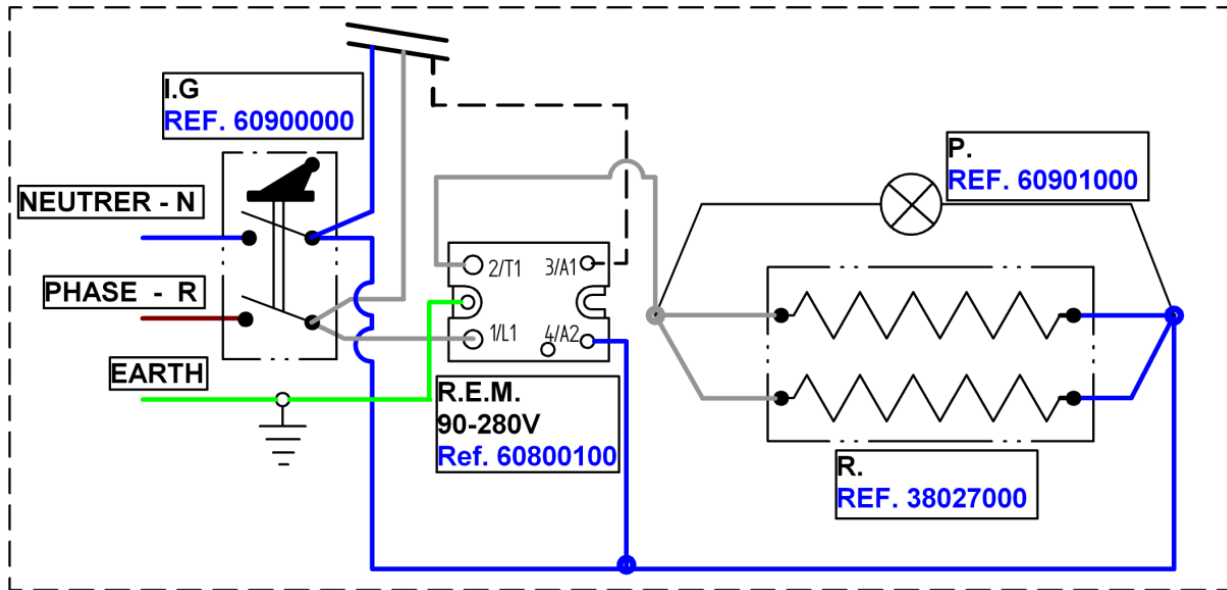 I.G
REF. 60900000
P.
REF. 60901000
NEUTRER - N
2/T1
3/A1
PHASE - R
1/L1
4/A2
EARTH
R.E.M.
90-280V
Ref. 60800100
R.
REF. 38027000